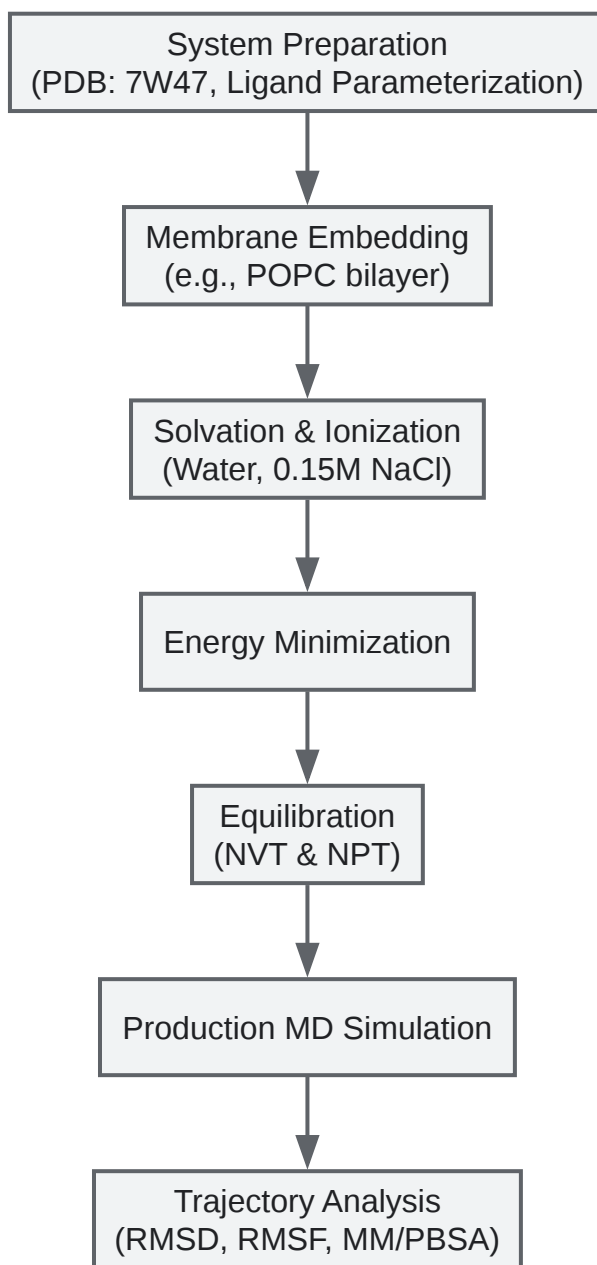 System Preparation
(PDB: 7W47, Ligand Parameterization)
Membrane Embedding
(e.g., POPC bilayer)
Solvation & Ionization
(Water, 0.15M NaCl)
Energy Minimization
Equilibration
(NVT & NPT)
Production MD Simulation
Trajectory Analysis
(RMSD, RMSF, MM/PBSA)